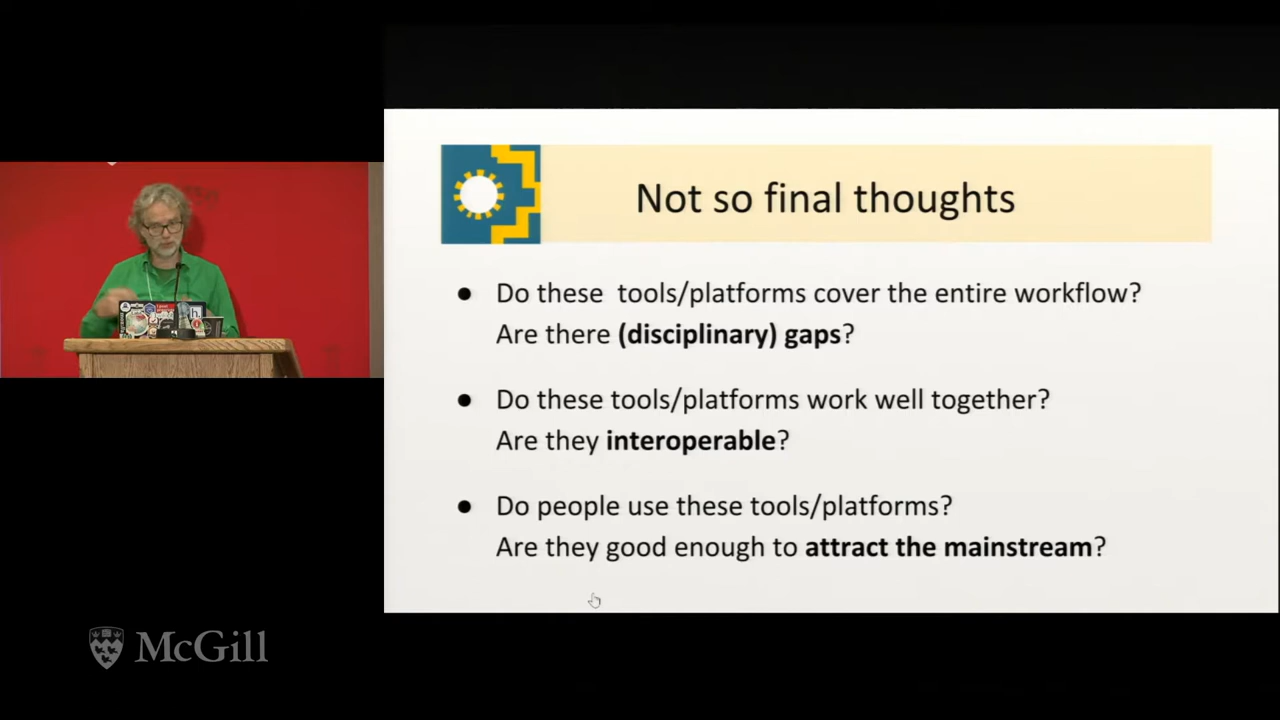 Not so final thoughts
● Do these tools/platforms cover the entire workflow?
Are there (disciplinary) gaps?
● Do these tools/platforms work well together?
Are they interoperable?
● Do people use these tools/platforms?
Are they good enough to attract the mainstream?
McGill